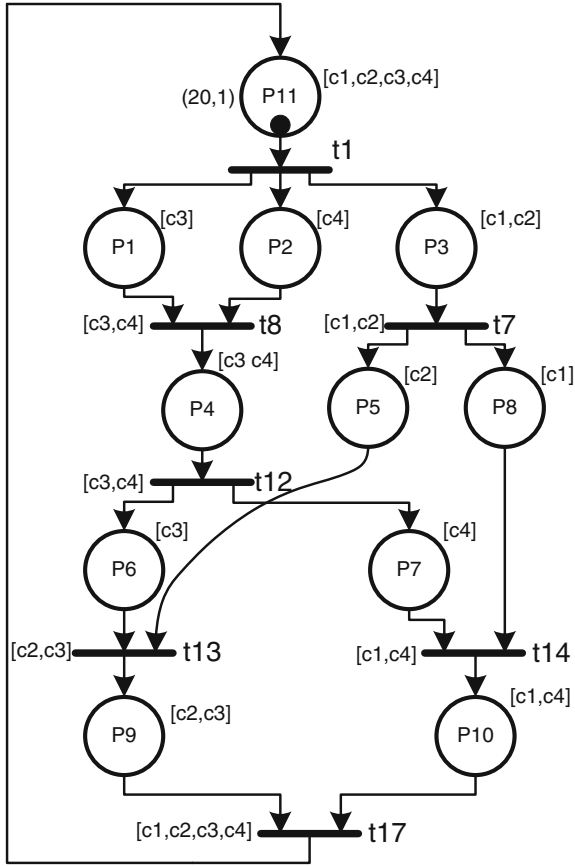 [c1,c2,c3,c4]
(20,1) P11
t1
[c3] [c4] [c1,c2]
P1 P2 P3
[c3,c4] t8 [c1,c2] t7
[c3 c4] [c2] [c1]
P4 P5 P8
[c3,c4] t12
[c3] [c4]
P6 P7
[c2,c3] t13 [c1,c4] t14
[c2,c3] [c1,c4]
P9 P10
[c1,c2,c3,c4] t17